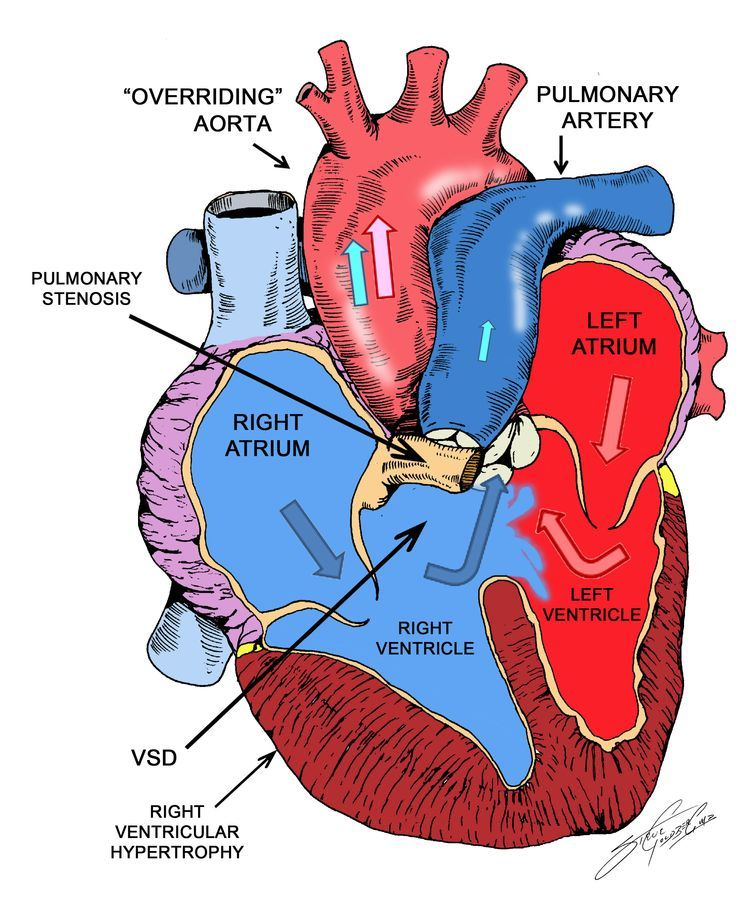 “OVERRIDING”
AORTA
PULMONARY
ARTERY
PULMONARY
STENOSIS
LEFT
ATRIUM
RIGHT
ATRIUM
LEFT
VENTRICLE
RIGHT
VENTRICLE
VSD
RIGHT
VENTRICULAR
HYPERTROPHY